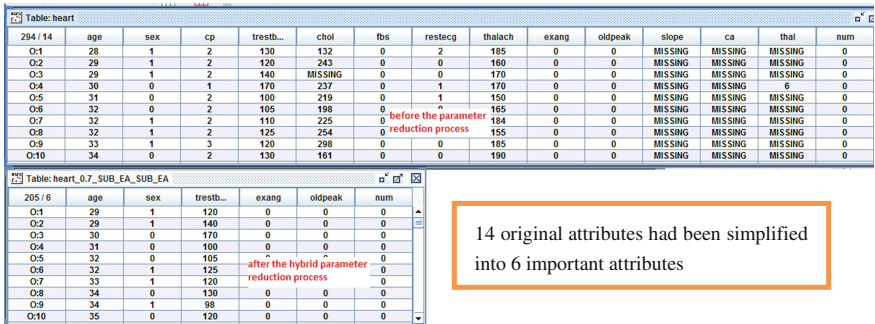 Table: heart
294 / 14 age sex cp trestb... chol fbs restecg thalach exang oldpeak slope ca thal num
O:1 28 1 2 130 132 0 2 185 0 0 MISSING MISSING MISSING 0
O:2 29 1 2 120 243 0 0 160 0 0 MISSING MISSING MISSING 0
O:3 29 1 2 140 MISSING 0 0 170 0 0 MISSING MISSING MISSING 0
O:4 30 0 1 170 237 0 1 170 0 0 MISSING MISSING 6 0
O:5 31 0 2 100 219 0 1 150 0 0 MISSING MISSING MISSING 0
O:6 32 0 2 105 198 0 0 165 0 0 MISSING MISSING MISSING 0
before the parameter
O:7 32 1 2 110 225 0 184 0 0 MISSING MISSING MISSING 0
reduction process
O:8 32 1 2 125 254 0 155 0 0 MISSING MISSING MISSING 0
O:9 33 1 3 120 298 0 0 185 0 0 MISSING MISSING MISSING 0
O:10 34 0 2 130 161 0 0 190 0 0 MISSING MISSING MISSING 0
Table: heart_0.7_SUB_EA_SUB_EA
205 / 6 age sex trestb... exang oldpeak num
O:1 29 1 120 0 0 0
O:2 29 1 140 0 0 0
O:3 30 0 170 0 0 0
O:4 31 0 100 0 0 0
O:5 32 0 105 0 0 0
after the hybrid parameter
O:6 32 1 125 0
reduction process
O:7 33 1 120 0 0 0
O:8 34 0 130 0 0 0
O:9 34 1 98 0 0 0
O:10 35 0 120 0 0 0
14 original attributes had been simplified
into 6 important attributes